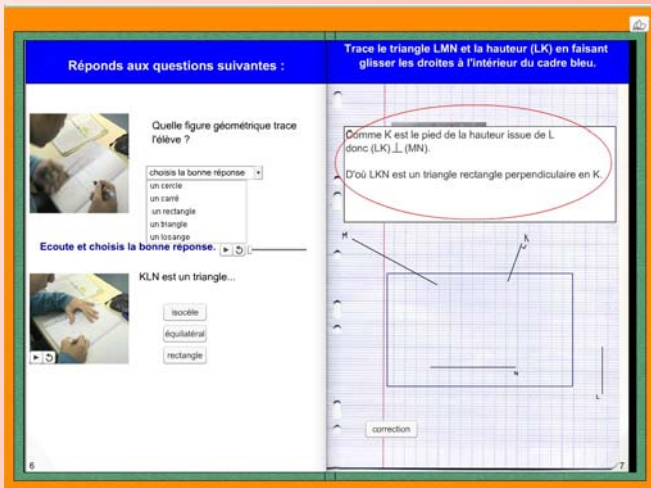 Réponds aux questions suivantes :
Quelle figure géométrique trace
l'élève ?
choisis la bonne réponse
un cercle
un carré
un rectangle
un triangle
un losange
Ecoute et choisis la bonne réponse.
KLN est un triangle...
isocèle
équilatéral
rectangle
6
Trace le triangle LMN et la hauteur (LK) en faisant
glisser les droites à l'intérieur du cadre bleu.
Comme K est le pied de la hauteur issue de L
donc (LK)⊥(MN).
D'où LKN est un triangle rectangle perpendiculaire en K.
M
K
N
L
correction
7